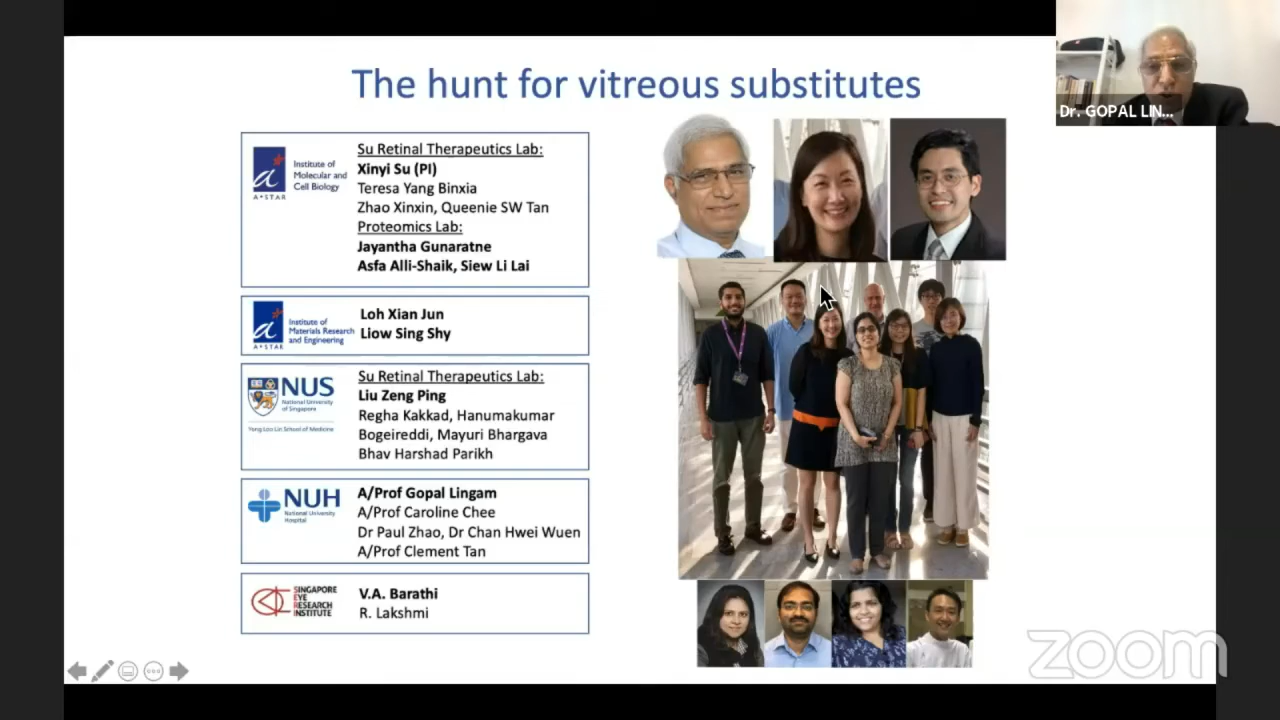 The hunt for vitreous substitutes
Dr. GOPAL LIN...
A*STAR
Institute of
Molecular and
Cell Biology
Su Retinal Therapeutics Lab:
Xinyi Su (PI)
Teresa Yang Binxia
Zhao Xinxin, Queenie SW Tan
Proteomics Lab:
Jayantha Gunaratne
Asfa Alli-Shaik, Siew Li Lai
A*STAR
Institute of
Materials Research
and Engineering
Loh Xian Jun
Liow Sing Shy
NUS
National University
of Singapore
Yong Loo Lin School of Medicine
Su Retinal Therapeutics Lab:
Liu Zeng Ping
Regha Kakkad, Hanumakumar
Bogeireddi, Mayuri Bhargava
Bhav Harshad Parikh
NUH
National University
Hospital
A/Prof Gopal Lingam
A/Prof Caroline Chee
Dr Paul Zhao, Dr Chan Hwei Wuen
A/Prof Clement Tan
SINGAPORE
EYE
RESEARCH
INSTITUTE
V.A. Barathi
R. Lakshmi
zoom